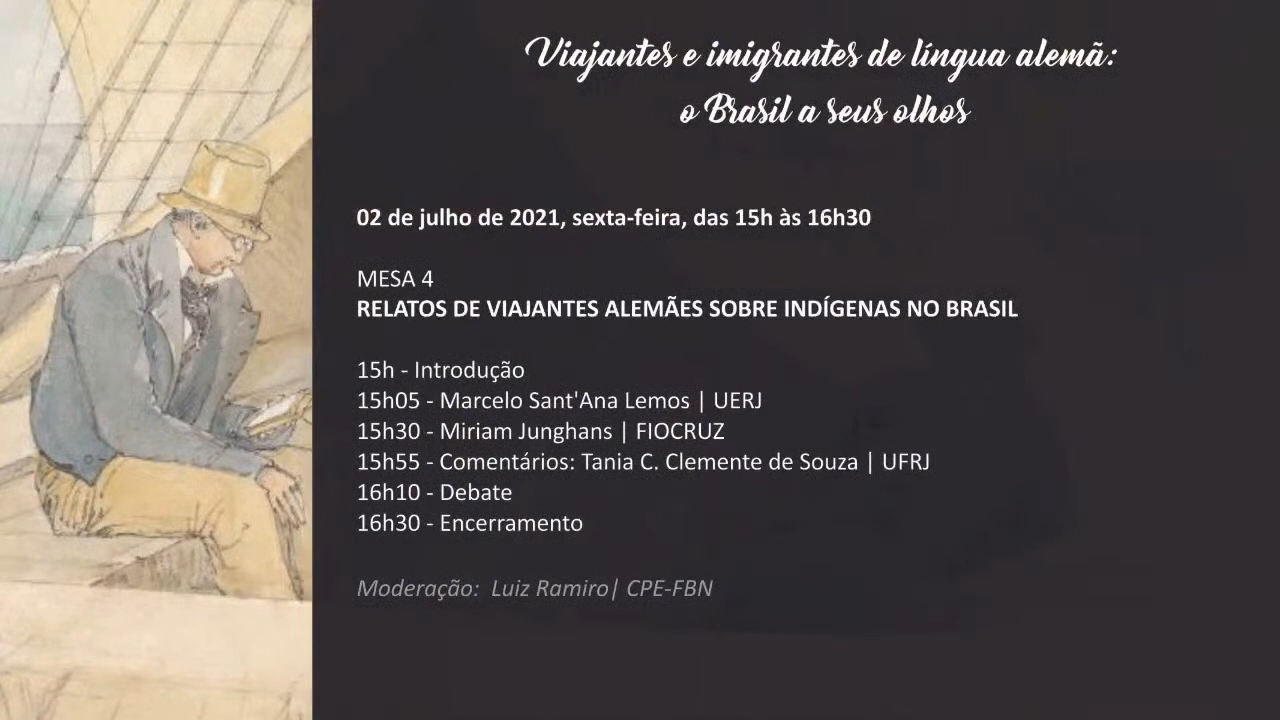 Viajantes e imigrantes de língua alemã:
o Brasil a seus olhos
02 de julho de 2021, sexta-feira, das 15h às 16h30
MESA 4
RELATOS DE VIAJANTES ALEMÃES SOBRE INDÍGENAS NO BRASIL
15h - Introdução
15h05 - Marcelo Sant'Ana Lemos | UERJ
15h30 - Miriam Junghans | FIOCRUZ
15h55 - Comentários: Tania C. Clemente de Souza | UFRJ
16h10 - Debate
16h30 - Encerramento
Moderação:  Luiz Ramiro| CPE-FBN